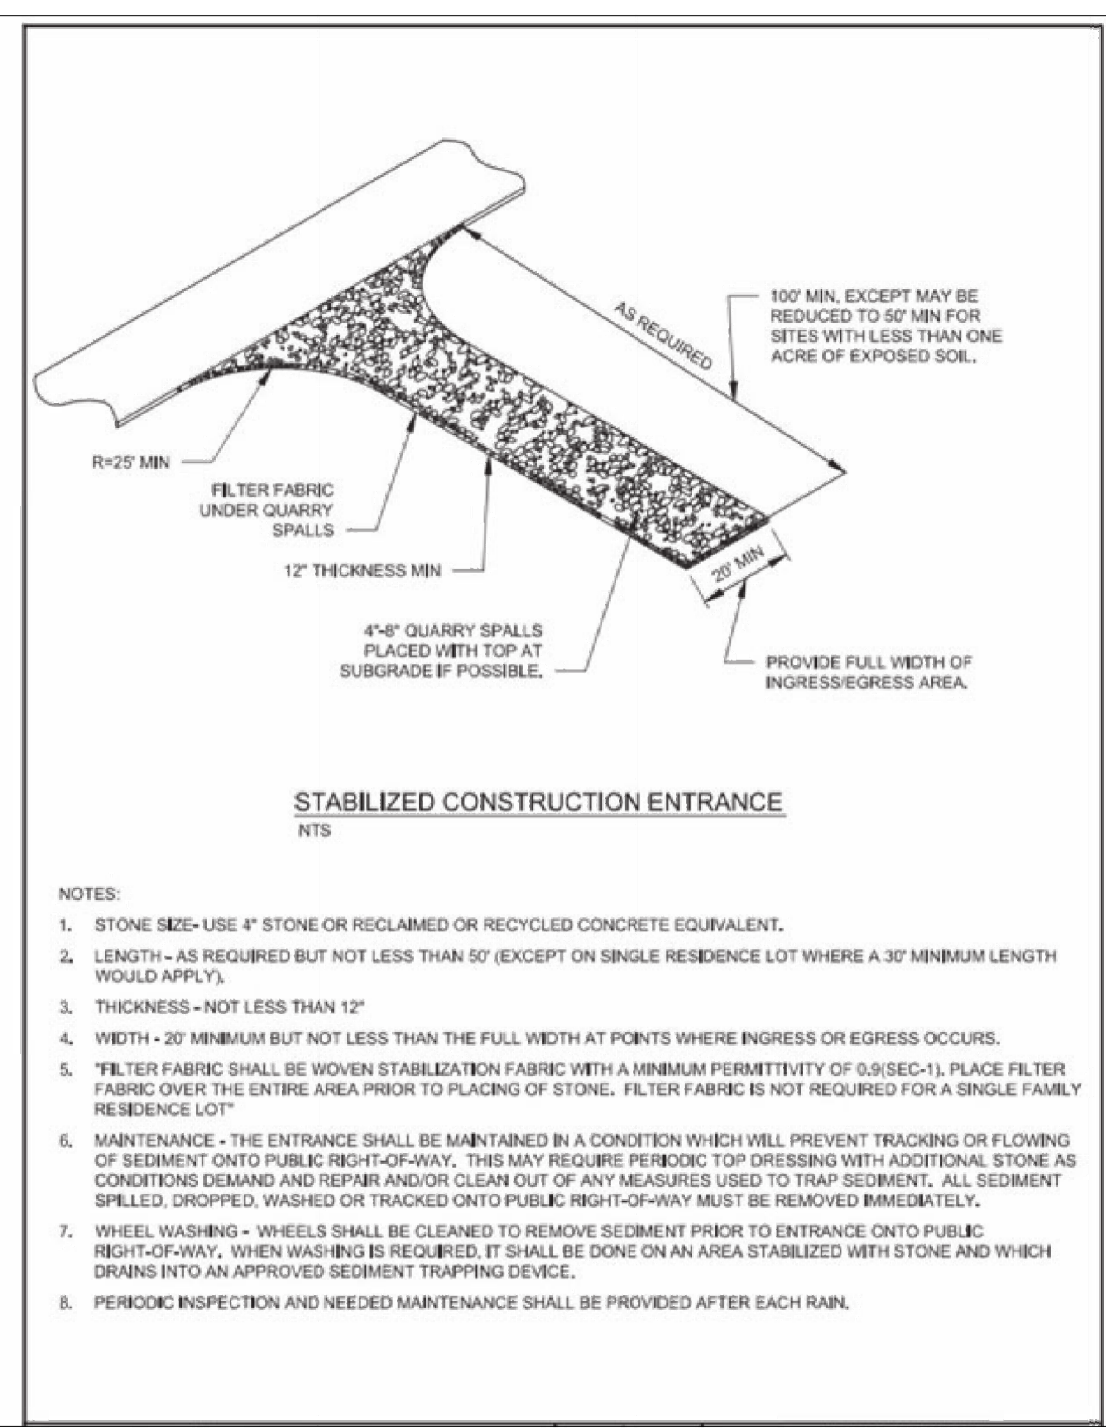 100' MIN, EXCEPT MAY BE
REDUCED TO 50' MIN FOR
SITES WITH LESS THAN ONE
ACRE OF EXPOSED SOIL.
AS REQUIRED
R=25' MIN
FILTER FABRIC
UNDER QUARRY
SPALLS
12" THICKNESS MIN
20' MIN
4"-8" QUARRY SPALLS
PLACED WITH TOP AT
SUBGRADE IF POSSIBLE.
PROVIDE FULL WIDTH OF
INGRESS/EGRESS AREA.
STABILIZED CONSTRUCTION ENTRANCE
NTS
NOTES:
1. STONE SIZE- USE 4" STONE OR RECLAIMED OR RECYCLED CONCRETE EQUIVALENT.
2. LENGTH - AS REQUIRED BUT NOT LESS THAN 50' (EXCEPT ON SINGLE RESIDENCE LOT WHERE A 30' MINIMUM LENGTH
WOULD APPLY).
3. THICKNESS - NOT LESS THAN 12"
4. WIDTH - 20' MINIMUM BUT NOT LESS THAN THE FULL WIDTH AT POINTS WHERE INGRESS OR EGRESS OCCURS.
5. "FILTER FABRIC SHALL BE WOVEN STABILIZATION FABRIC WITH A MINIMUM PERMITTIVITY OF 0.9(SEC-1). PLACE FILTER
FABRIC OVER THE ENTIRE AREA PRIOR TO PLACING OF STONE. FILTER FABRIC IS NOT REQUIRED FOR A SINGLE FAMILY
RESIDENCE LOT"
6. MAINTENANCE - THE ENTRANCE SHALL BE MAINTAINED IN A CONDITION WHICH WILL PREVENT TRACKING OR FLOWING
OF SEDIMENT ONTO PUBLIC RIGHT-OF-WAY. THIS MAY REQUIRE PERIODIC TOP DRESSING WITH ADDITIONAL STONE AS
CONDITIONS DEMAND AND REPAIR AND/OR CLEAN OUT OF ANY MEASURES USED TO TRAP SEDIMENT. ALL SEDIMENT
SPILLED, DROPPED, WASHED OR TRACKED ONTO PUBLIC RIGHT-OF-WAY MUST BE REMOVED IMMEDIATELY.
7. WHEEL WASHING - WHEELS SHALL BE CLEANED TO REMOVE SEDIMENT PRIOR TO ENTRANCE ONTO PUBLIC
RIGHT-OF-WAY. WHEN WASHING IS REQUIRED, IT SHALL BE DONE ON AN AREA STABILIZED WITH STONE AND WHICH
DRAINS INTO AN APPROVED SEDIMENT TRAPPING DEVICE.
8. PERIODIC INSPECTION AND NEEDED MAINTENANCE SHALL BE PROVIDED AFTER EACH RAIN.